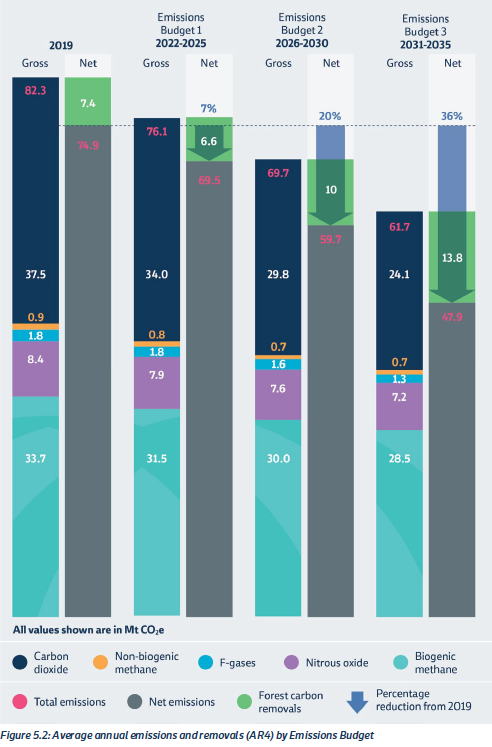 2019
Emissions
Budget 1
2022-2025
Emissions
Budget 2
2026-2030
Emissions
Budget 3
2031-2035
Gross Net Gross Net Gross Net Gross Net
82.3
7.4
74.9
37.5
0.9
1.8
8.4
33.7
76.1
7%
6.6
69.5
34.0
0.8
1.8
7.9
31.5
69.7
20%
10
59.7
29.8
0.7
1.6
7.6
30.0
61.7
36%
13.8
47.9
24.1
0.7
1.3
7.2
28.5
All values shown are in Mt CO₂e
Carbon
dioxide
Non-biogenic
methane
F-gases
Nitrous oxide
Biogenic
methane
Total emissions
Net emissions
Forest carbon
removals
Percentage
reduction from 2019
Figure 5.2: Average annual emissions and removals (AR4) by Emissions Budget